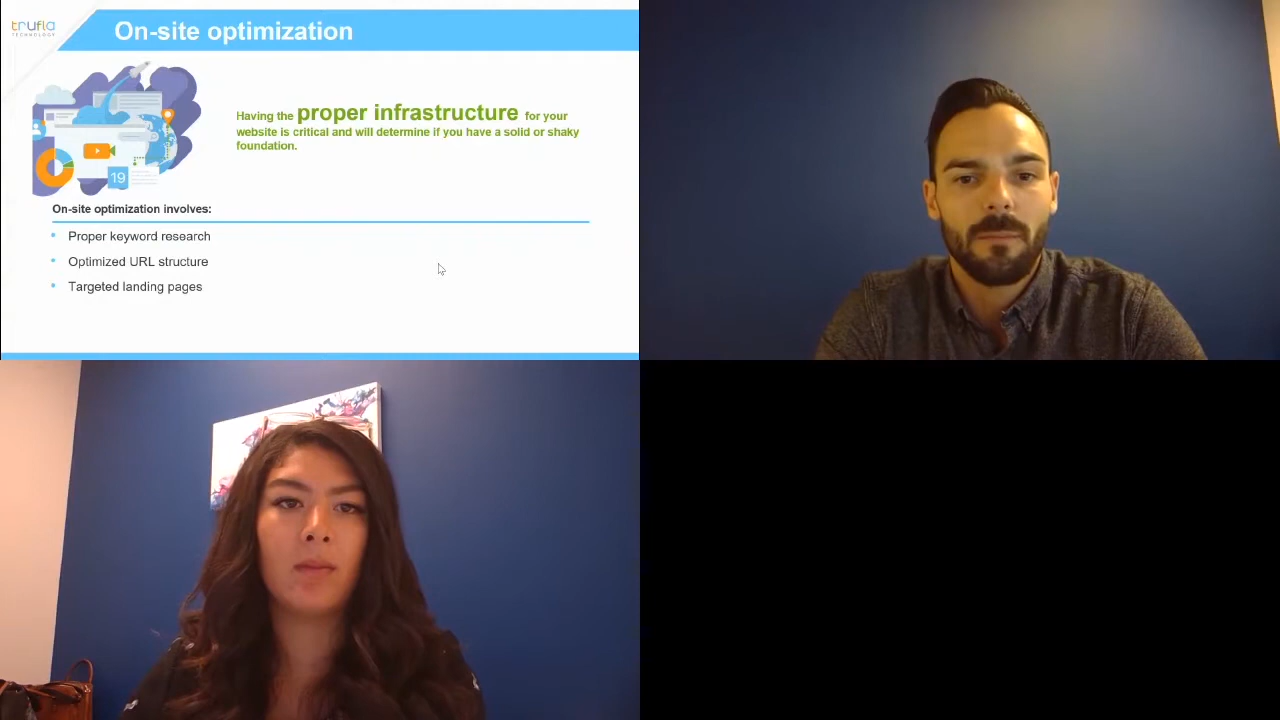 trufla
TECHNOLOGY
On-site optimization
Having the proper infrastructure for your
website is critical and will determine if you have a solid or shaky
foundation.
19
On-site optimization involves:
• Proper keyword research
• Optimized URL structure
• Targeted landing pages